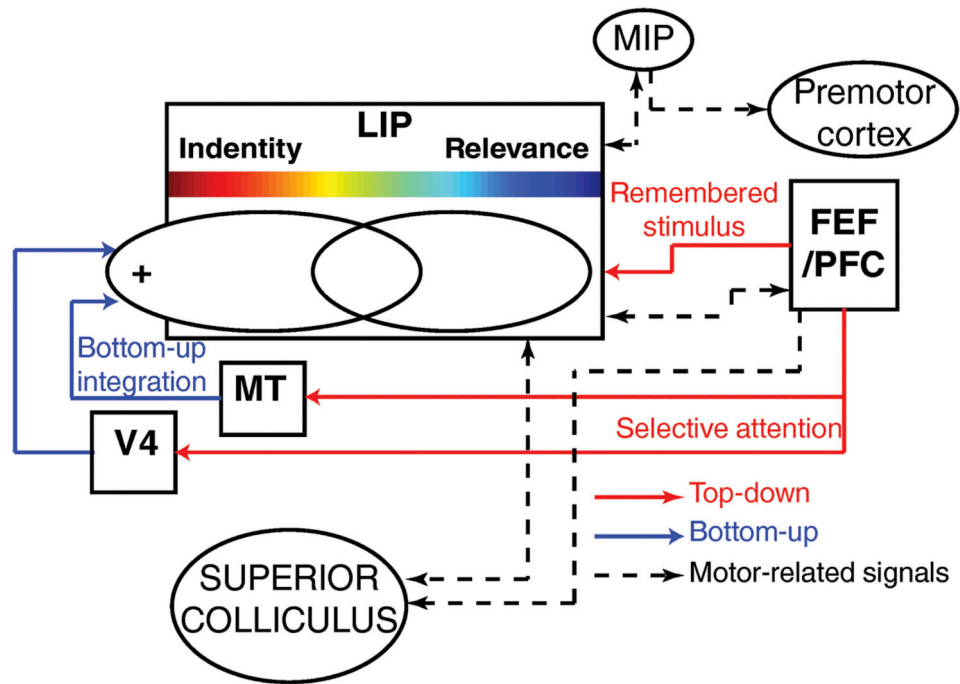 MIP
Premotor
cortex
LIP
Indentity
Relevance
Remembered
stimulus
FEF
/PFC
+
Bottom-up
integration
MT
V4
Selective attention
Top-down
Bottom-up
Motor-related signals
SUPERIOR
COLLICULUS